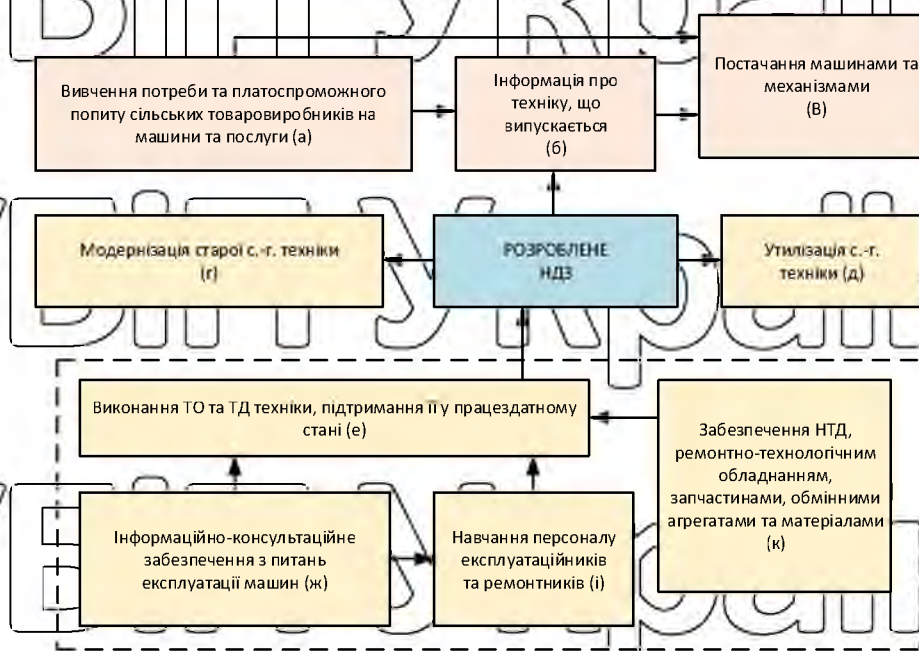 Вивчення потреби та платоспроможного
попиту сільських товаровиробників на
машини та послуги (а)
Інформація про
техніку, що
випускається
(б)
Постачання машинами та
механізмами
(В)
Модернізація старої с.-г. техніки
(г)
РОЗРОБЛЕНЕ
НДЗ
Утилізація с.-г.
техніки (д)
Виконання ТО та ТД техніки, підтримання її у працездатному
стані (е)
Забезпечення НТД,
ремонтно-технологічним
обладнанням,
запчастинами, обмінними
агрегатами та матеріалами
(к)
Інформаційно-консультаційне
забезпечення з питань
експлуатації машин (ж)
Навчання персоналу
експлуатаційників
та ремонтників (і)